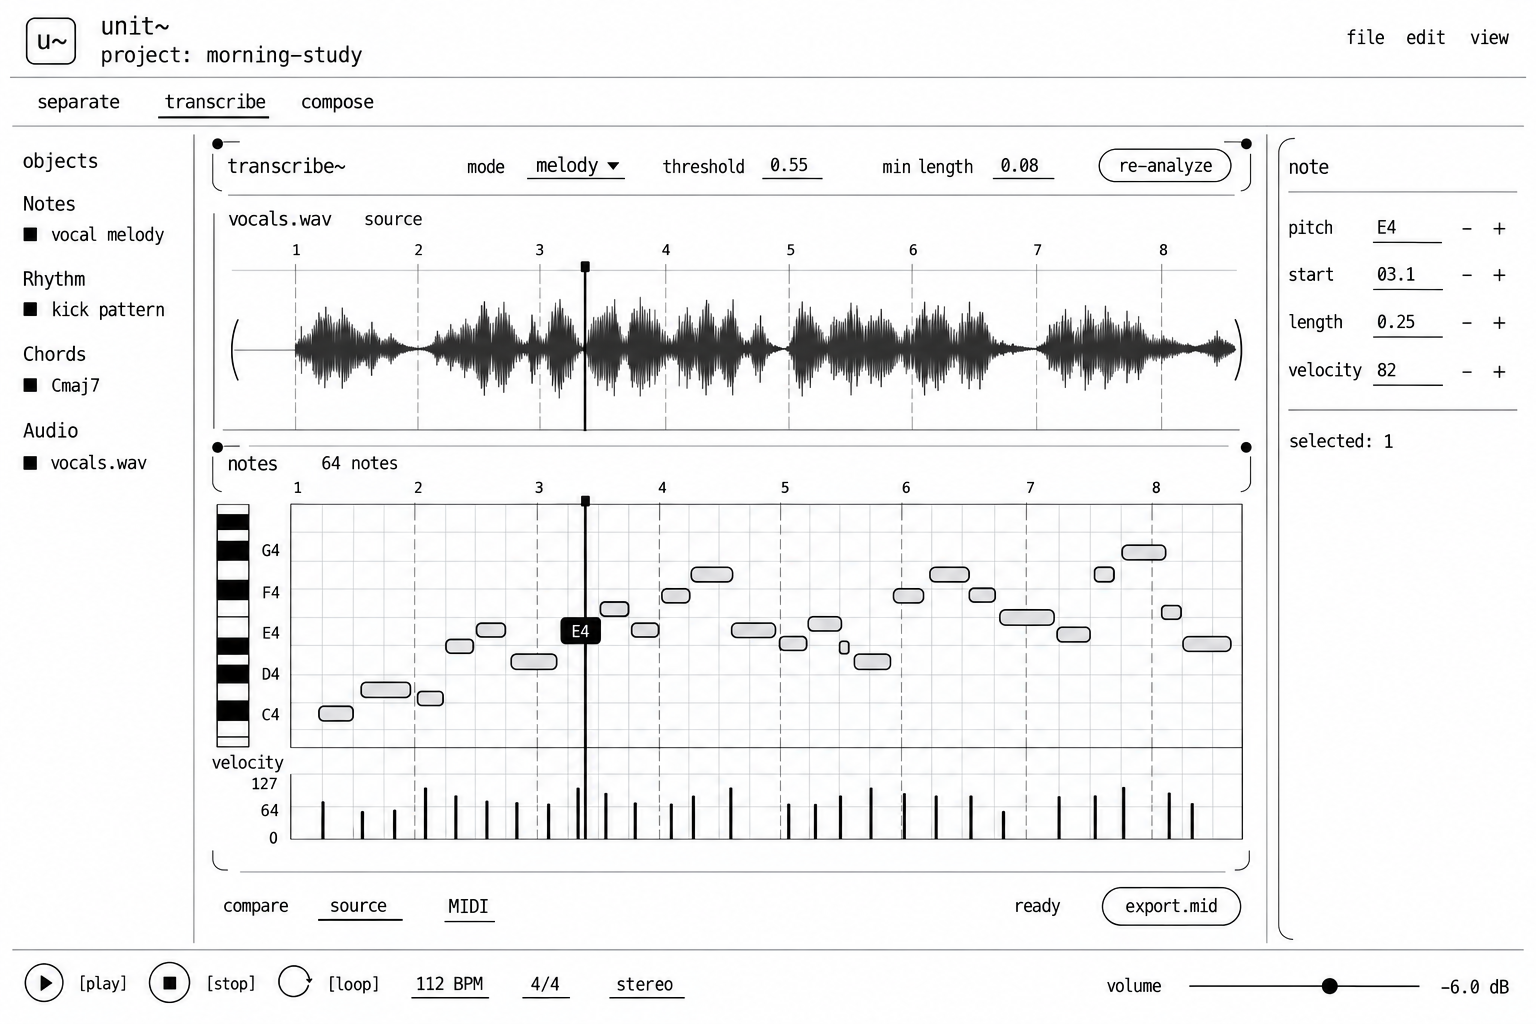 u~
unit~
project: morning-study
file edit view
separate transcribe compose
objects
Notes
vocal melody
Rhythm
kick pattern
Chords
Cmaj7
Audio
vocals.wav
transcribe~ mode melody threshold 0.55 min length 0.08 re-analyze
vocals.wav source
1 2 3 4 5 6 7 8
notes 64 notes
1 2 3 4 5 6 7 8
G4
F4
E4
D4
C4
E4
velocity
127
64
0
compare source MIDI ready export.mid
note
pitch E4 - +
start 03.1 - +
length 0.25 - +
velocity 82 - +
selected: 1
[play] [stop] [loop] 112 BPM 4/4 stereo volume -6.0 dB